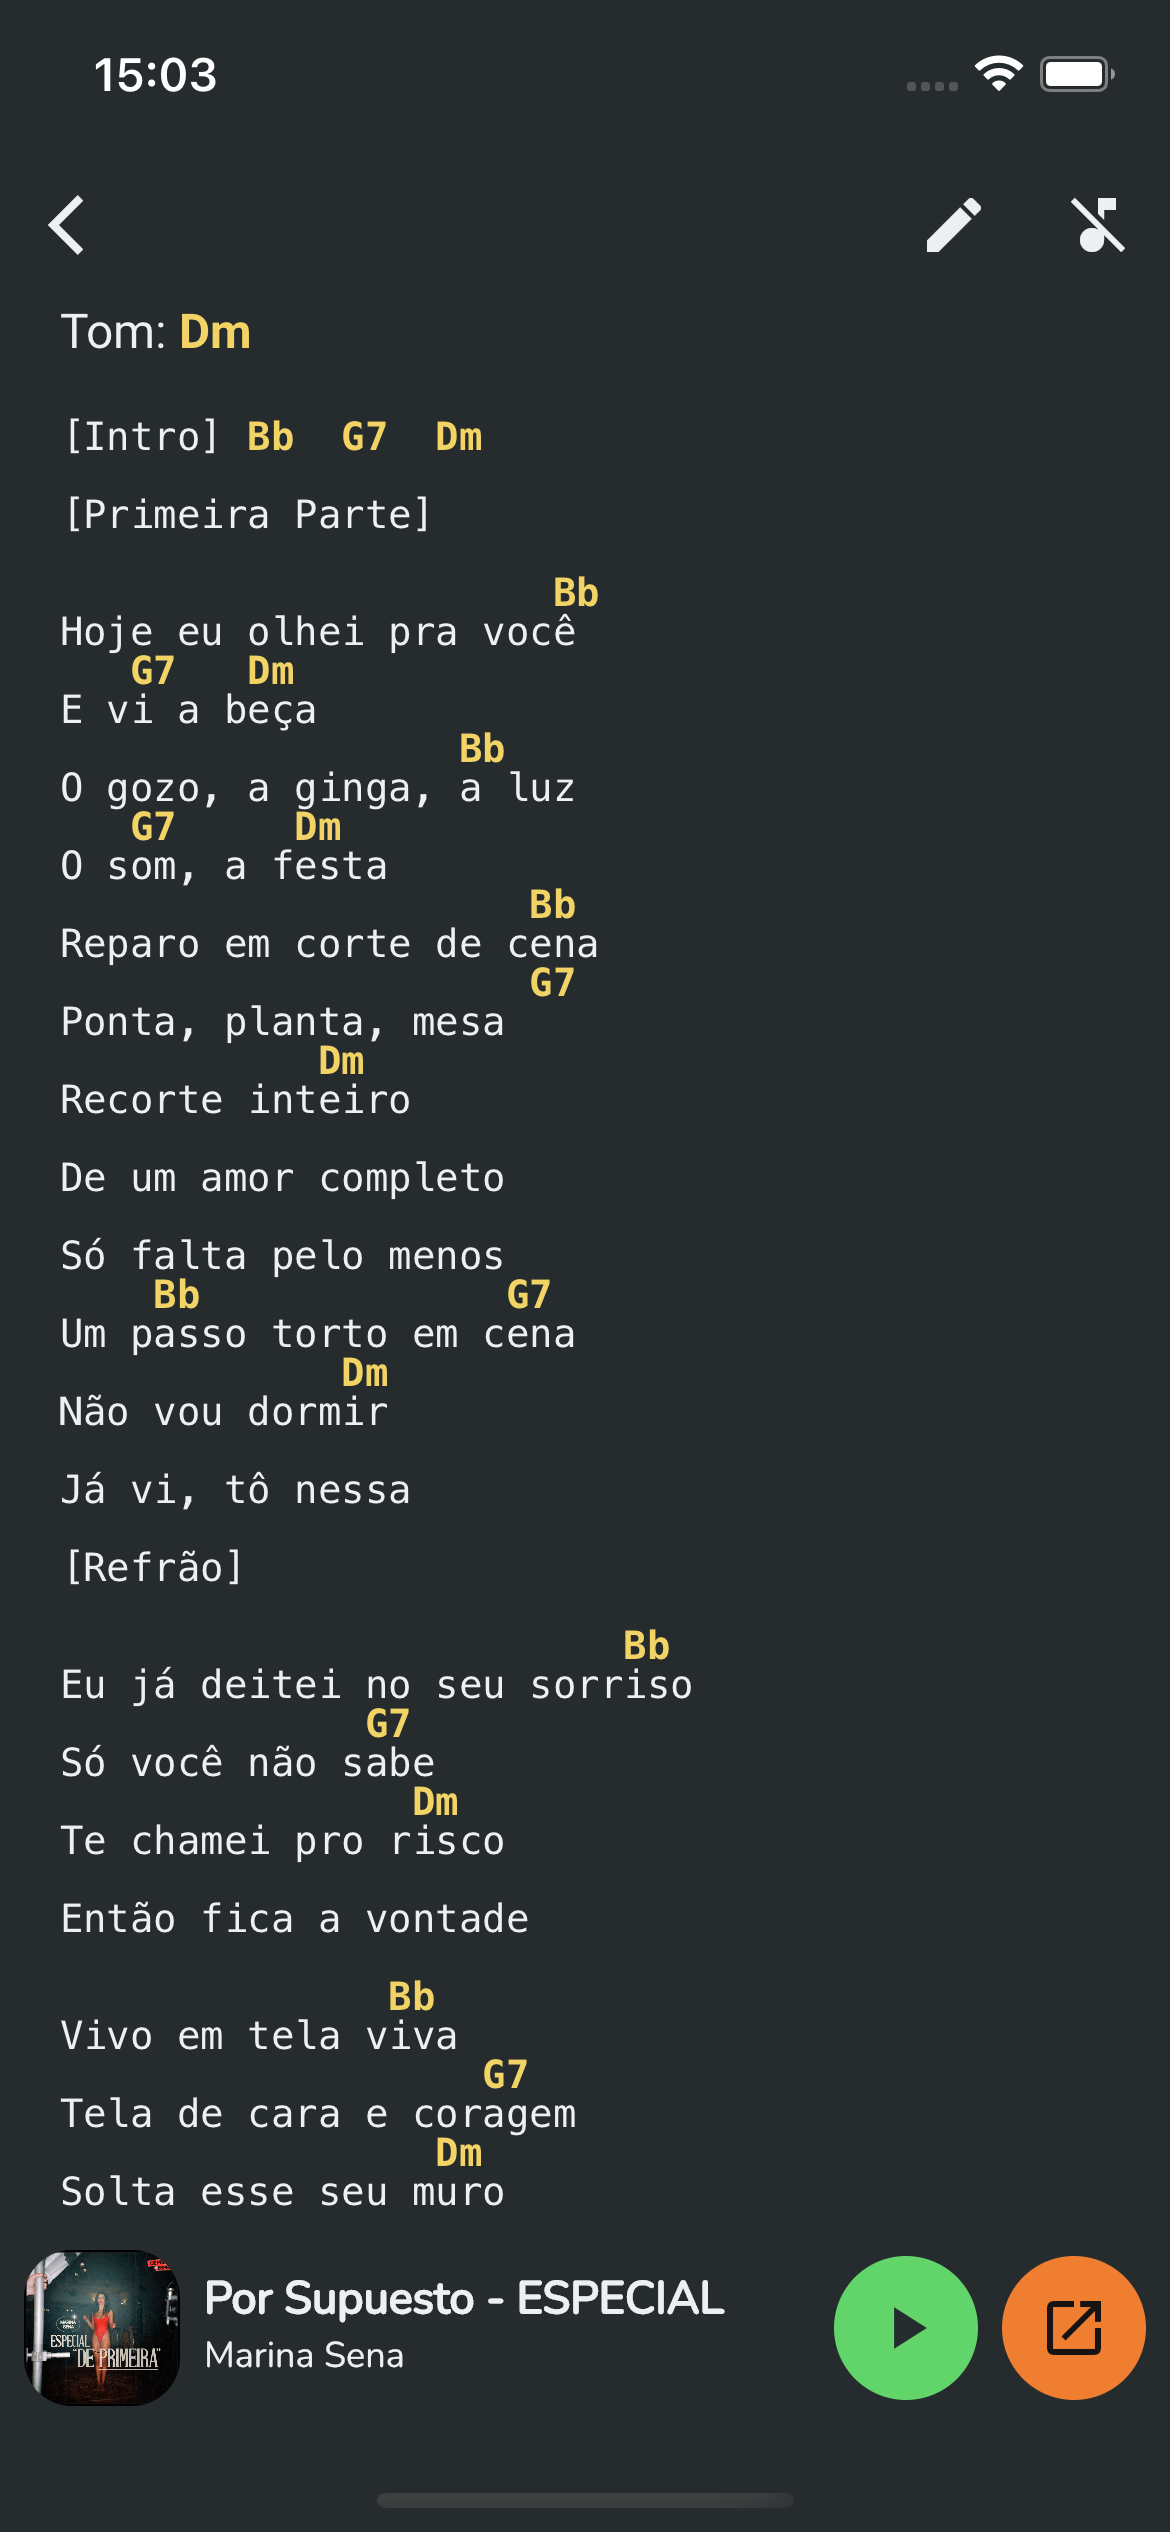 15:03
Tom: Dm
[Intro] Bb  G7  Dm
[Primeira Parte]
Bb
Hoje eu olhei pra você
G7   Dm
E vi a beça
Bb
O gozo, a ginga, a luz
G7     Dm
O som, a festa
Bb
Reparo em corte de cena
G7
Ponta, planta, mesa
Dm
Recorte inteiro
De um amor completo
Só falta pelo menos
Bb             G7
Um passo torto em cena
Dm
Não vou dormir
Já vi, tô nessa
[Refrão]
Bb
Eu já deitei no seu sorriso
G7
Só você não sabe
Dm
Te chamei pro risco
Então fica a vontade
Bb
Vivo em tela viva
G7
Tela de cara e coragem
Dm
Solta esse seu muro
MARINA
SENA
ESPECIAL
"DE PRIMEIRA"
Por Supuesto - ESPECIAL
Marina Sena